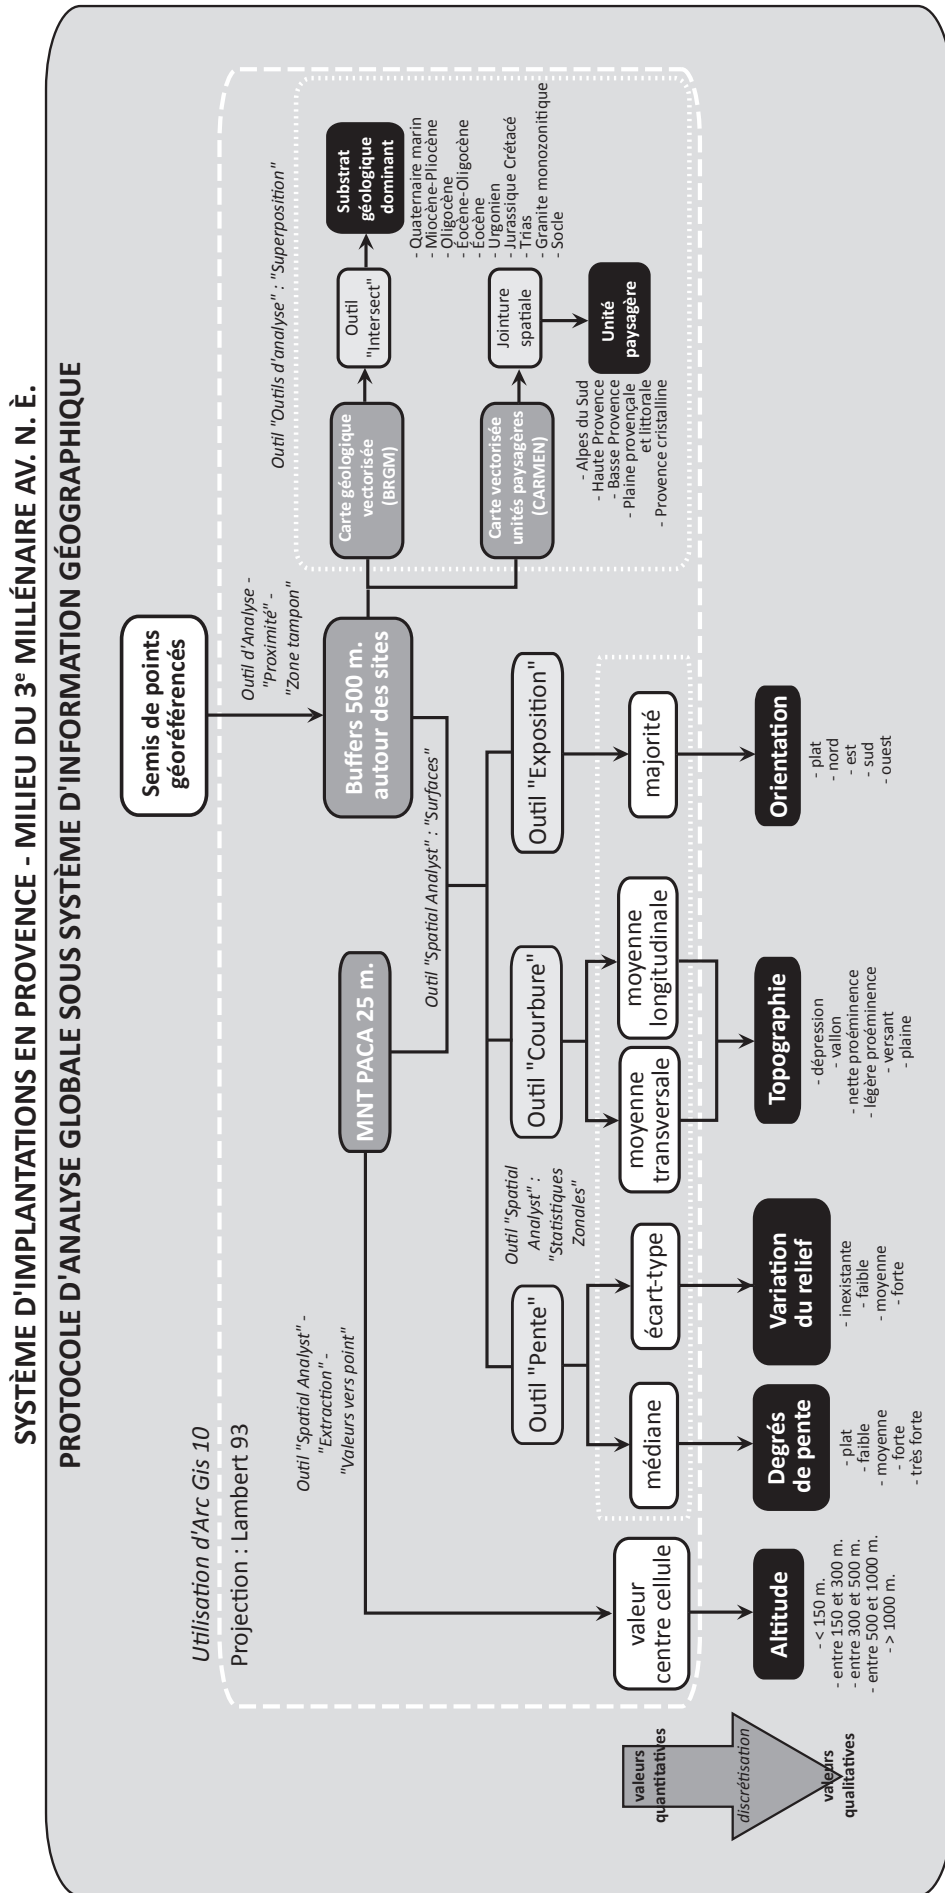 SYSTÈME D'IMPLANTATIONS EN PROVENCE - MILIEU DU 3e MILLÉNAIRE AV. N. È.
PROTOCOLE D'ANALYSE GLOBALE SOUS SYSTÈME D'INFORMATION GÉOGRAPHIQUE
Utilisation d'Arc Gis 10
Projection : Lambert 93
Semis de points
géoréférencés
Outil d'Analyse -
"Proximité" -
"Zone tampon"
Buffers 500 m.
autour des sites
MNT PACA 25 m.
Outil "Spatial Analyst" -
"Extraction" -
"Valeurs vers point"
Outil "Spatial Analyst" : "Surfaces"
Outil "Outils d'analyse" : "Superposition"
Carte géologique
vectorisée
(BRGM)
Outil
"Intersect"
Substrat
géologique
dominant
- Quaternaire marin
- Miocène-Pliocène
- Oligocène
- Éocène-Oligocène
- Éocène
- Urgonien
- Jurassique Crétacé
- Trias
- Granite monozonitique
- Socle
Carte vectorisée
unités paysagères
(CARMEN)
Jointure
spatiale
Unité
paysagère
- Alpes du Sud
- Haute Provence
- Basse Provence
- Plaine provençale
et littorale
- Provence cristalline
Outil "Pente"
Outil "Courbure"
Outil "Exposition"
Outil "Spatial
Analyst" :
"Statistiques
Zonales"
valeur
centre cellule
médiane
écart-type
moyenne
transversale
moyenne
longitudinale
majorité
Altitude
- < 150 m.
- entre 150 et 300 m.
- entre 300 et 500 m.
- entre 500 et 1000 m.
- > 1000 m.
Degrés
de pente
- plat
- faible
- moyenne
- forte
- très forte
Variation
du relief
- inexistante
- faible
- moyenne
- forte
Topographie
- dépression
- vallon
- nette proéminence
- légère proéminence
- versant
- plaine
Orientation
- plat
- nord
- est
- sud
- ouest
valeurs
quantitatives
discrétisation
valeurs
qualitatives